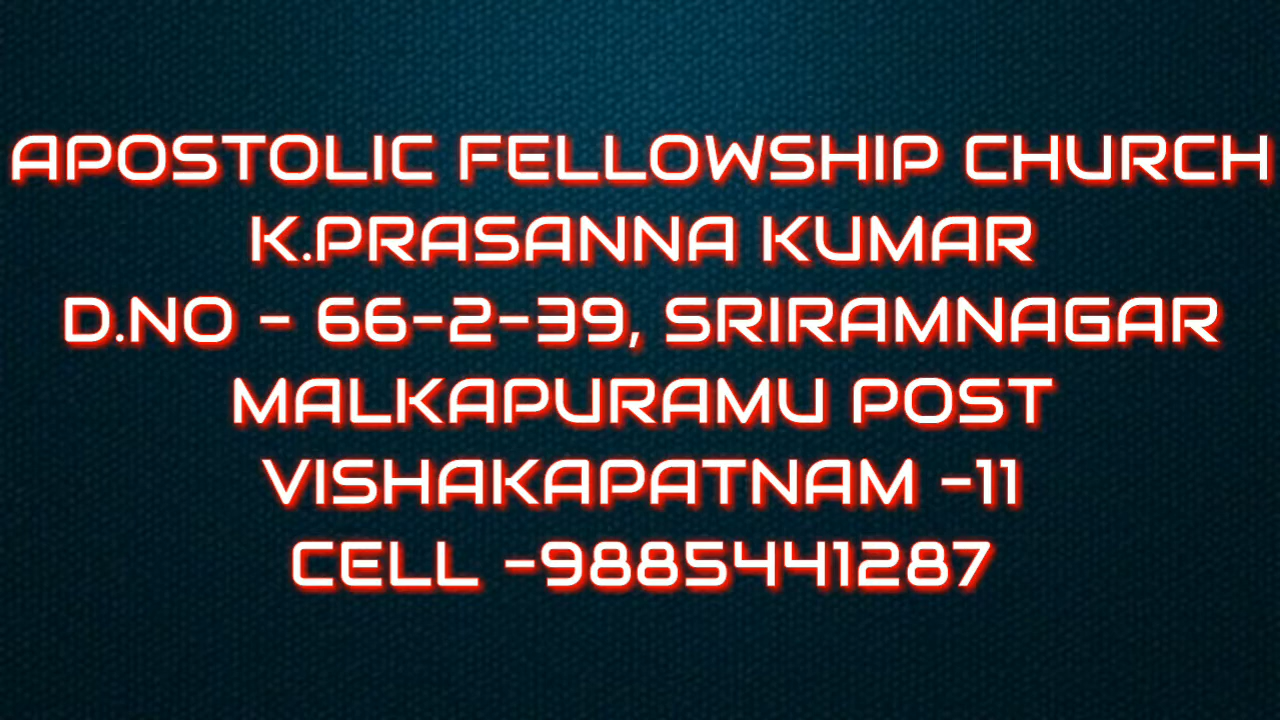 APOSTOLIC FELLOWSHIP CHURCH
K.PRASANNA KUMAR
D.NO - 66-2-39, SRIRAMNAGAR
MALKAPURAMU POST
VISHAKAPATNAM -11
CELL -9885441287